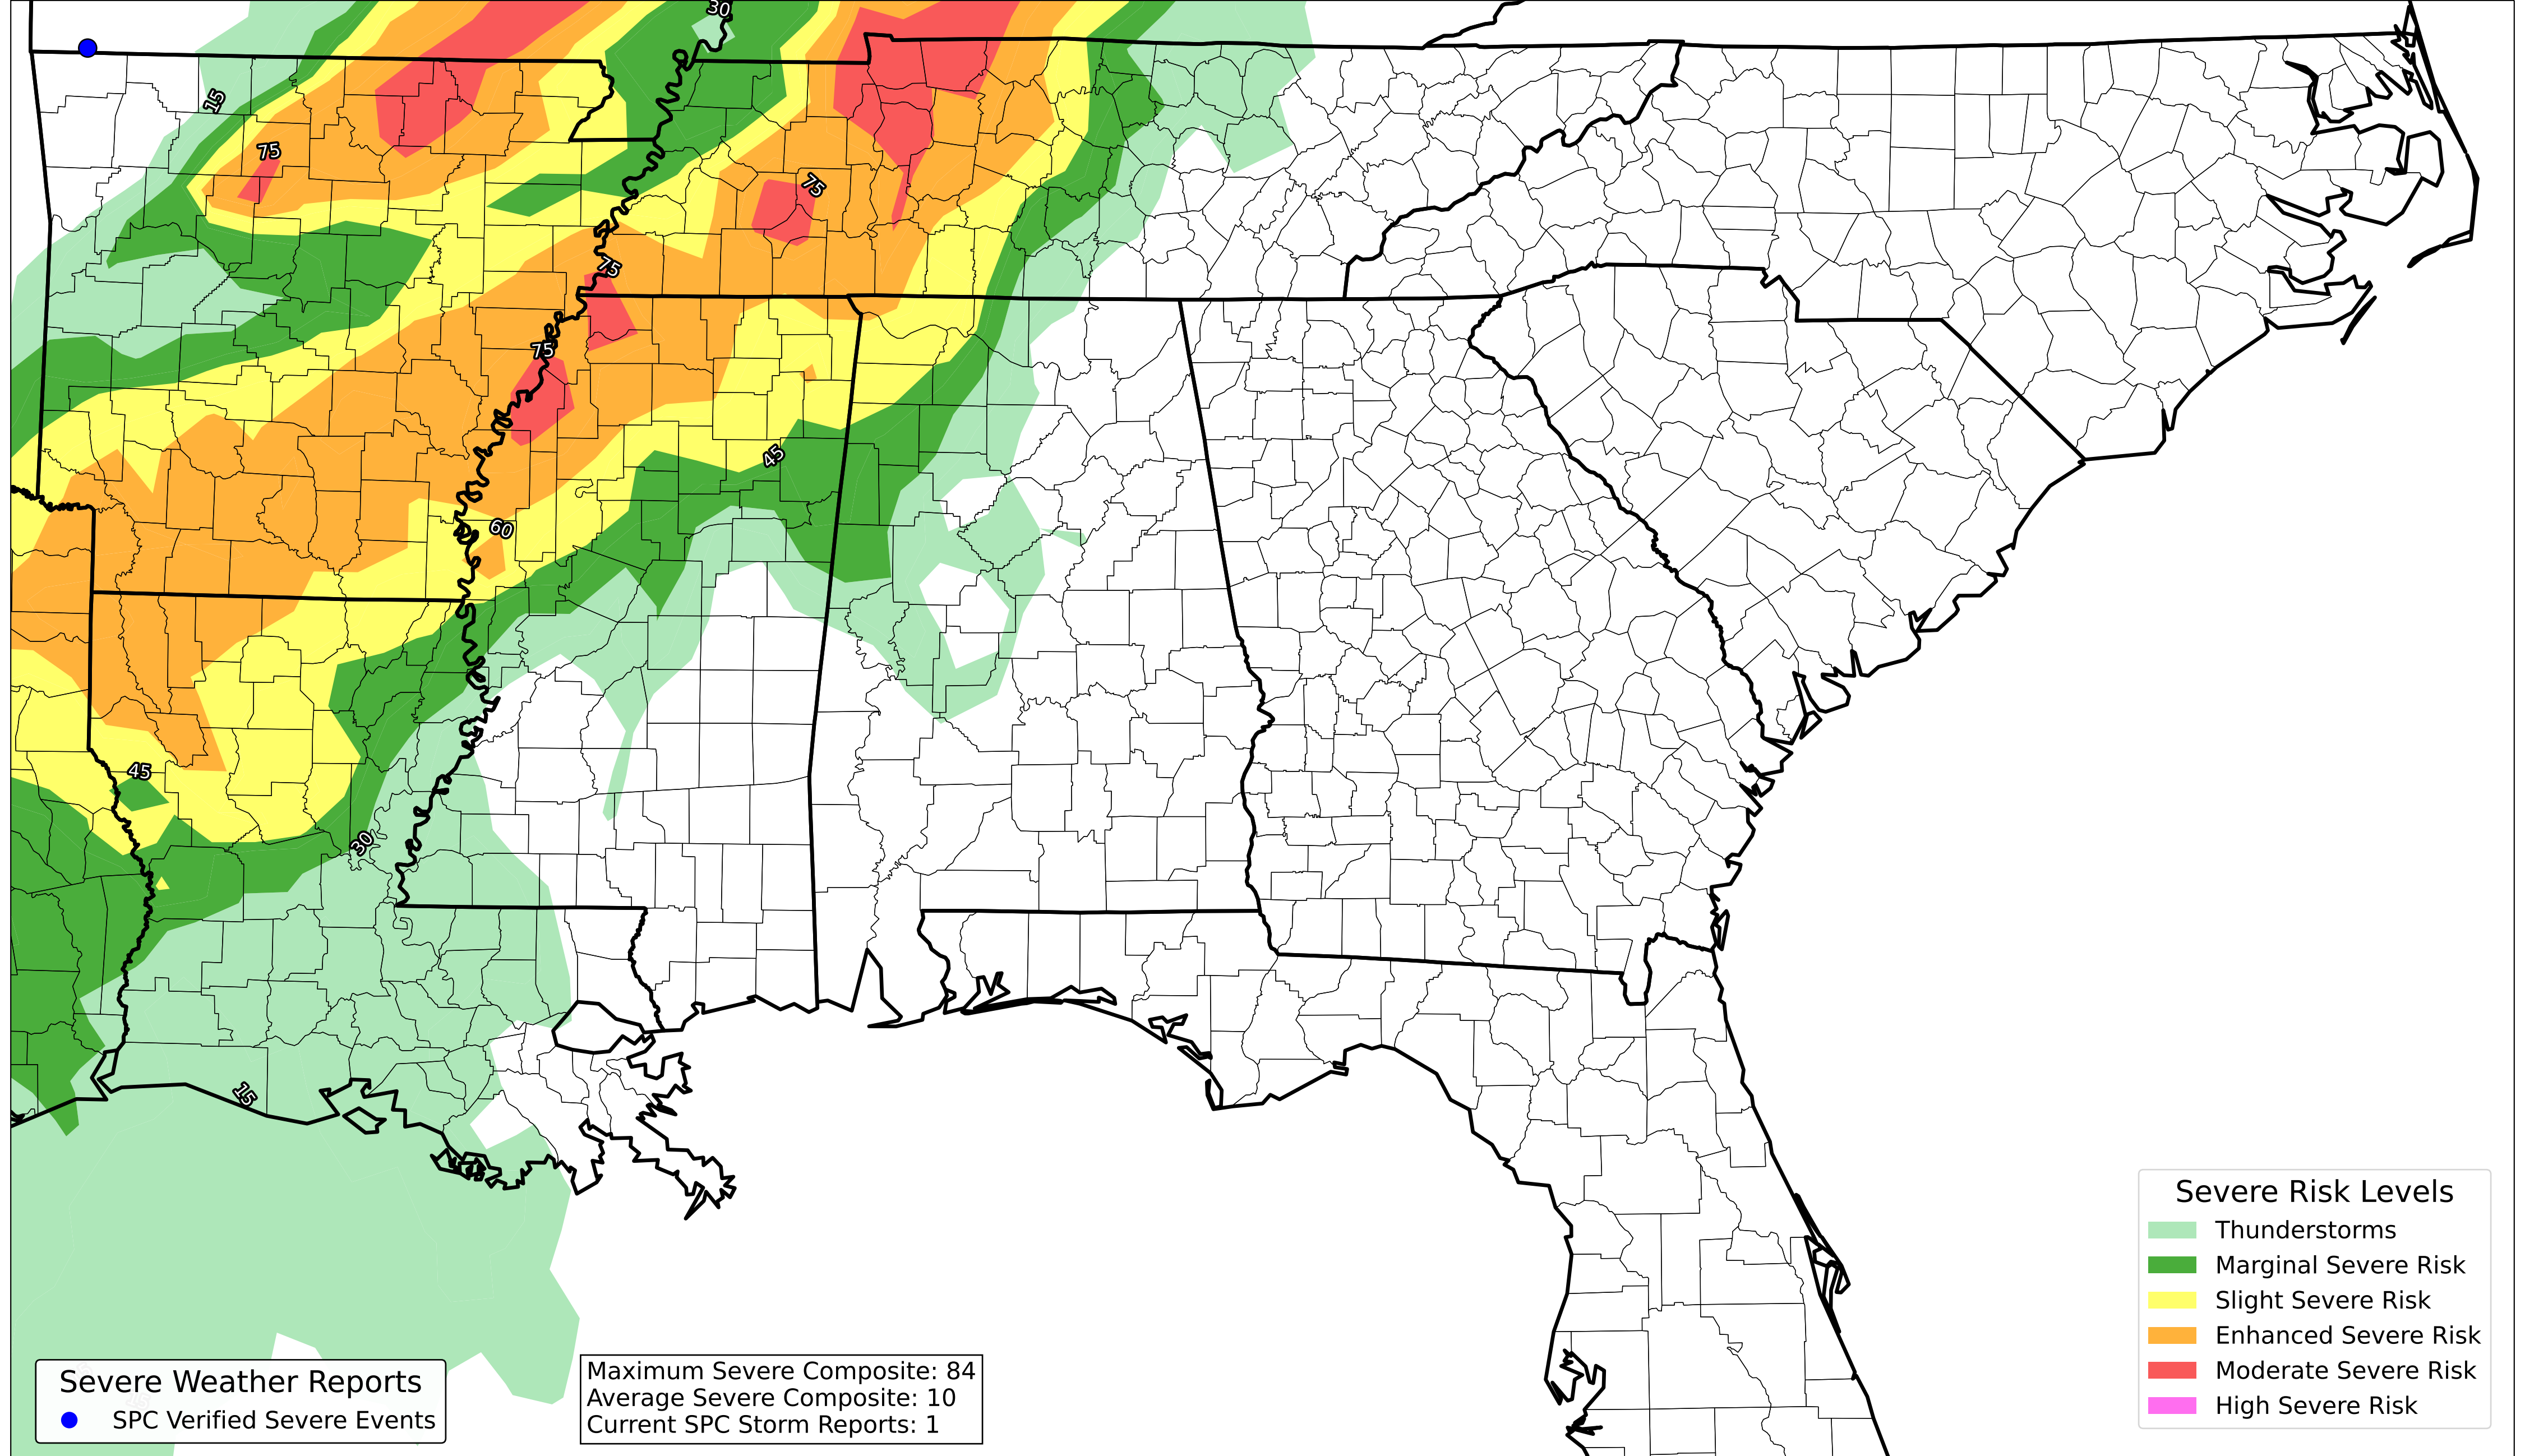 30
15
75
75
75
75
45
60
45
30
15
Severe Risk Levels
Thunderstorms
Marginal Severe Risk
Slight Severe Risk
Enhanced Severe Risk
Moderate Severe Risk
High Severe Risk
Severe Weather Reports
SPC Verified Severe Events
Maximum Severe Composite: 84
Average Severe Composite: 10
Current SPC Storm Reports: 1